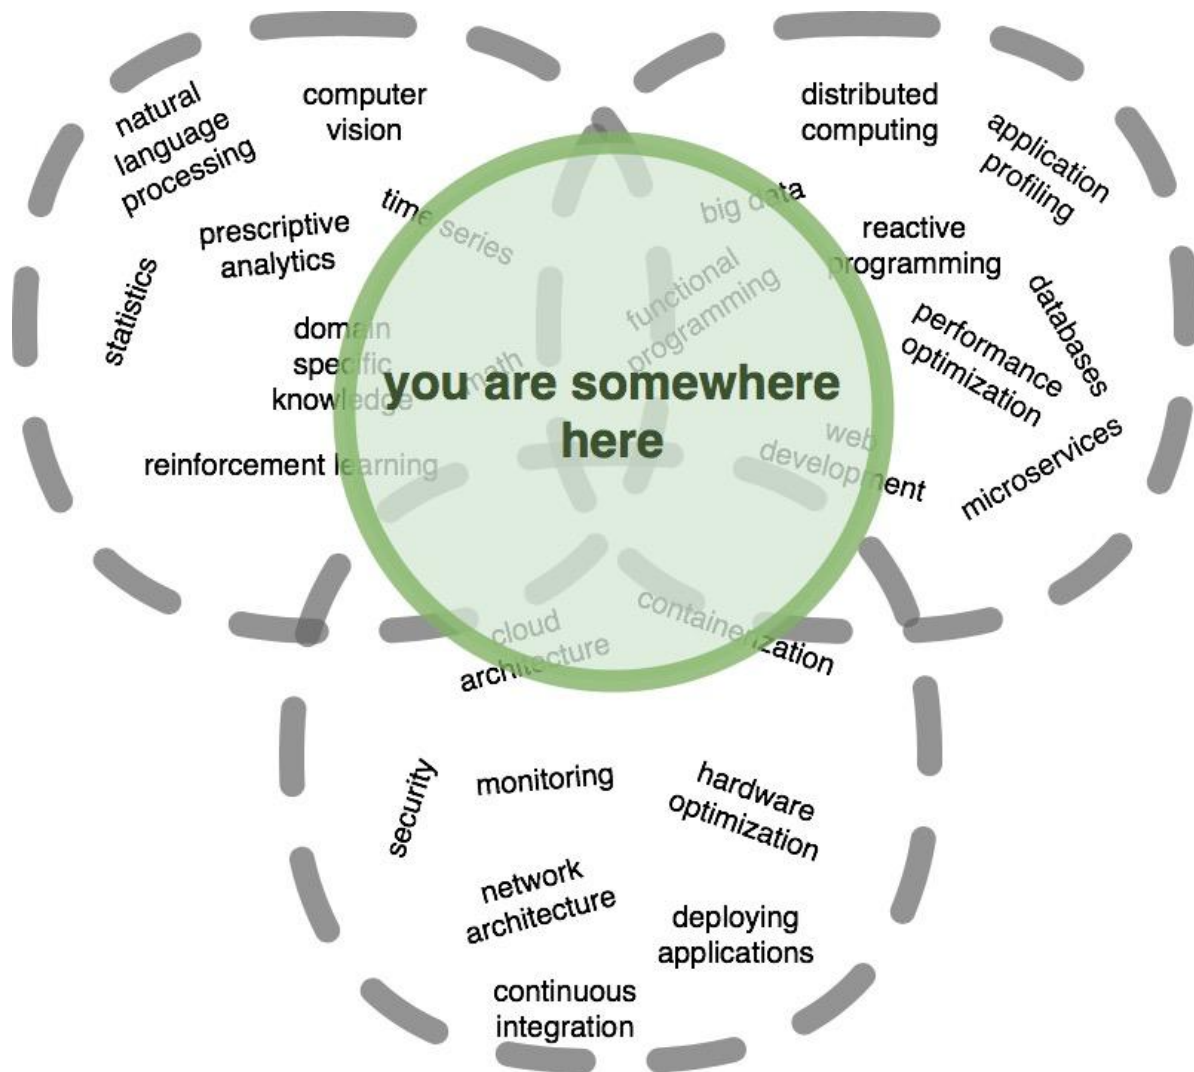 natural
language
processing
computer
vision
distributed
computing
application
profiling
time series
big data
prescriptive
analytics
reactive
programming
statistics
functional
programming
databases
domain
specific
knowledge
math
performance
optimization
you are somewhere
here
reinforcement learning
web
development
microservices
cloud
architecture
containerization
security
monitoring
hardware
optimization
network
architecture
deploying
applications
continuous
integration